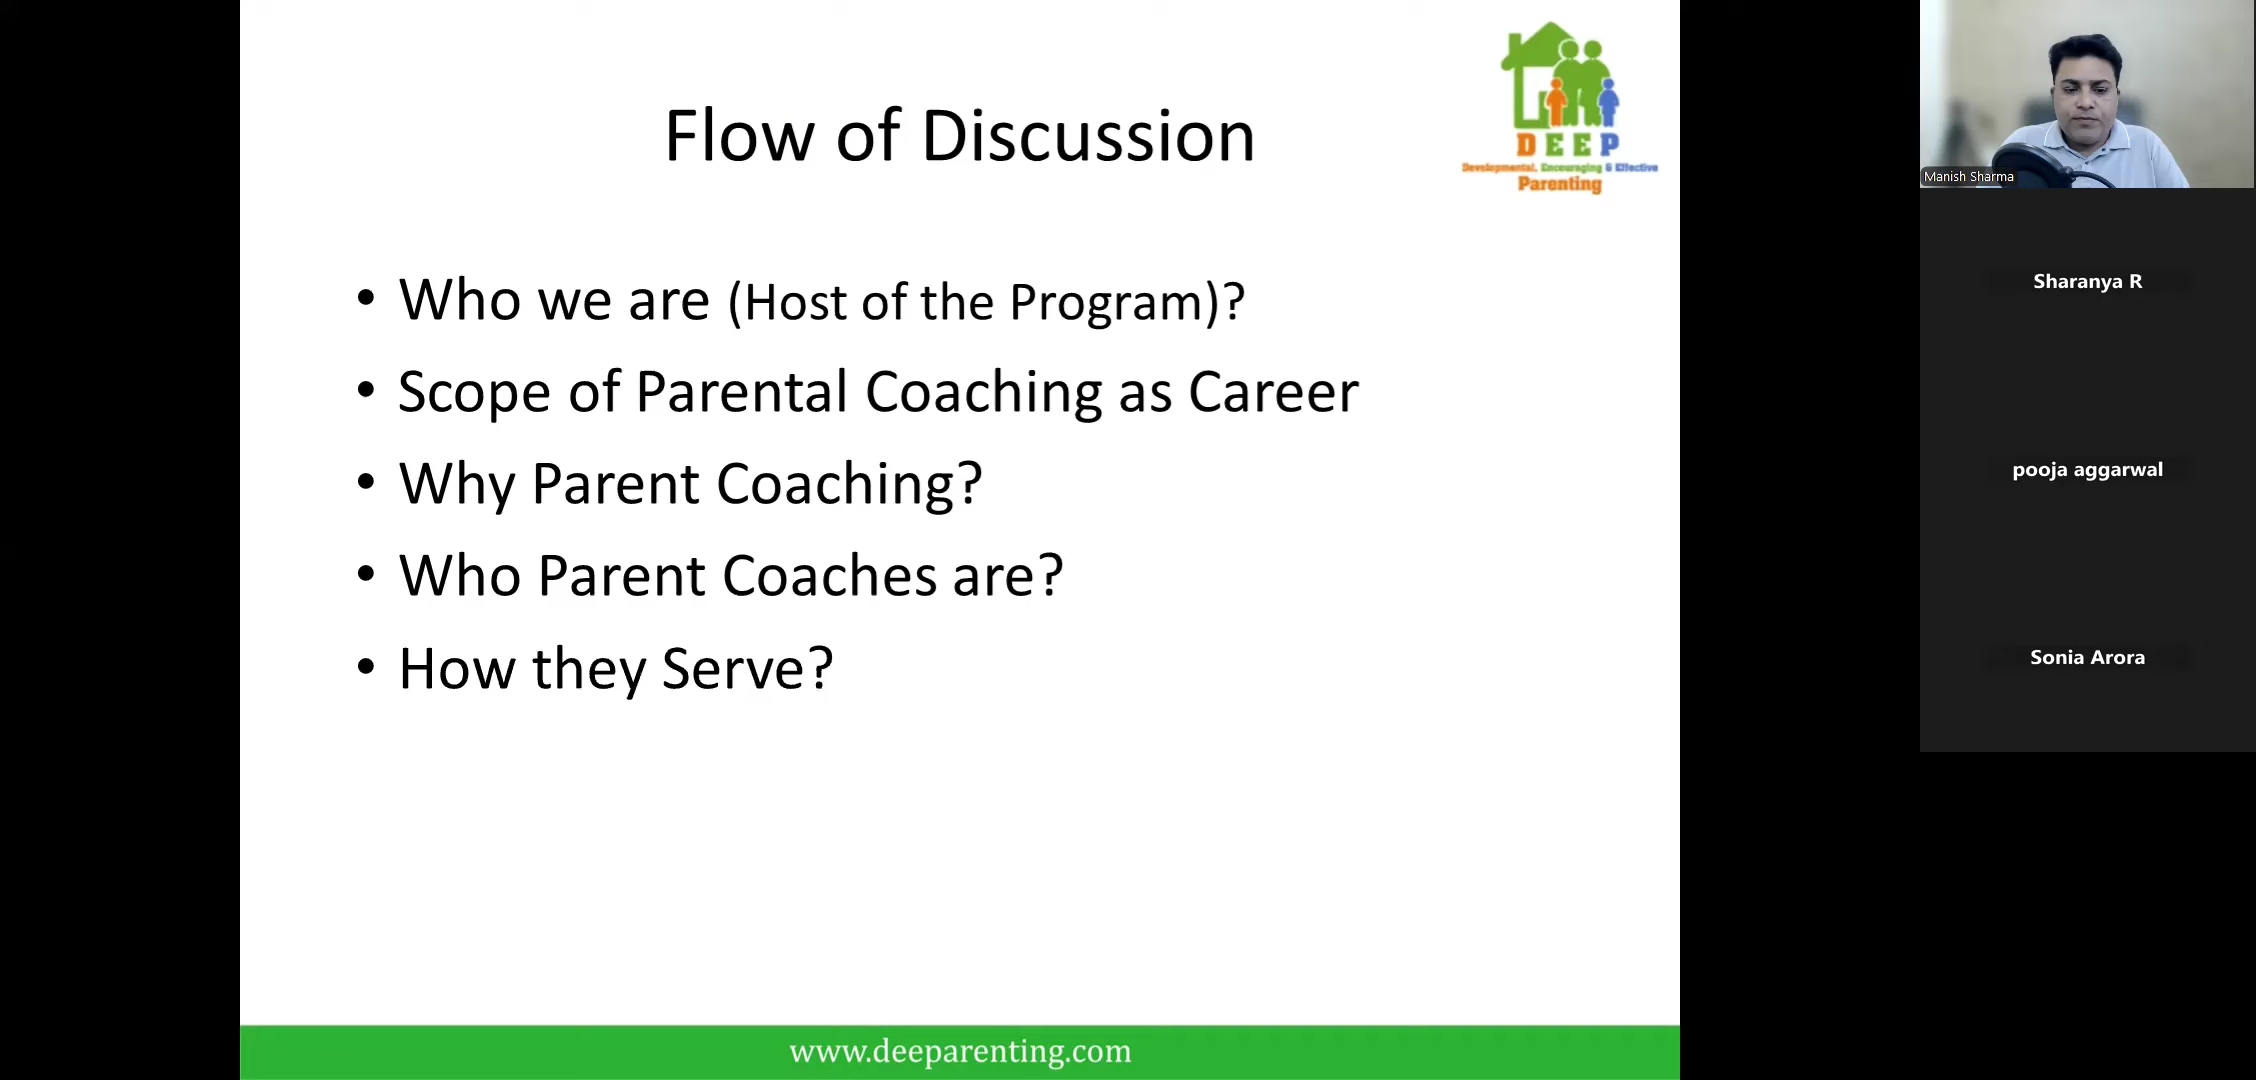 Flow of Discussion
D E E P
Developmental, Encouraging & Effective
Parenting
• Who we are (Host of the Program)?
• Scope of Parental Coaching as Career
• Why Parent Coaching?
• Who Parent Coaches are?
• How they Serve?
www.deeparenting.com
Manish Sharma
Sharanya R
pooja aggarwal
Sonia Arora